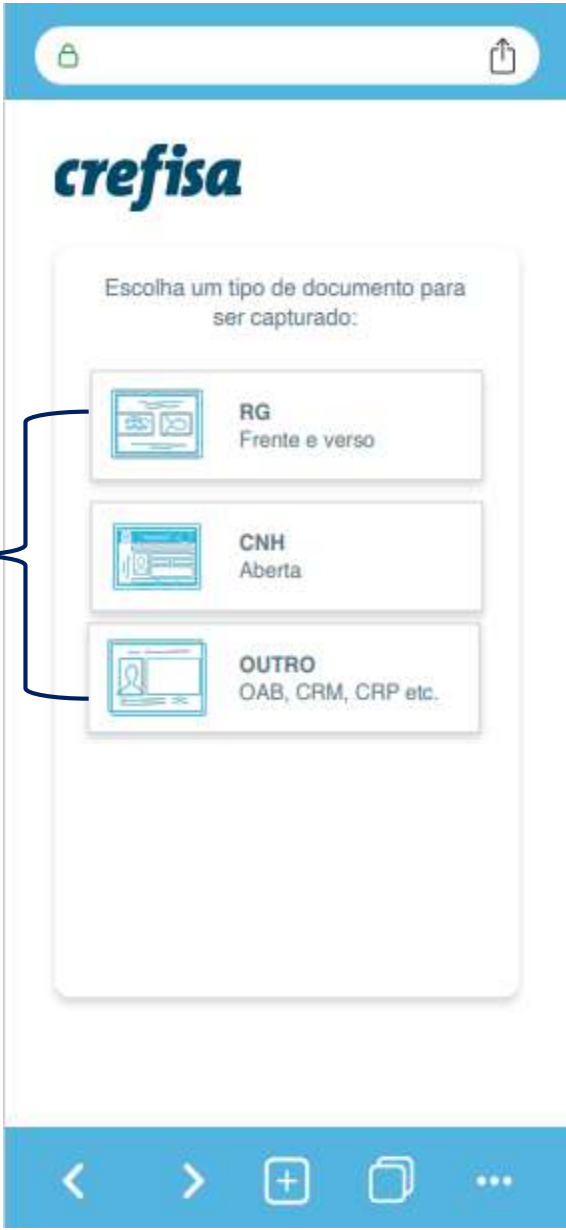 crefisa
Escolha um tipo de documento para
ser capturado:
RG
Frente e verso
CNH
Aberta
OUTRO
OAB, CRM, CRP etc.